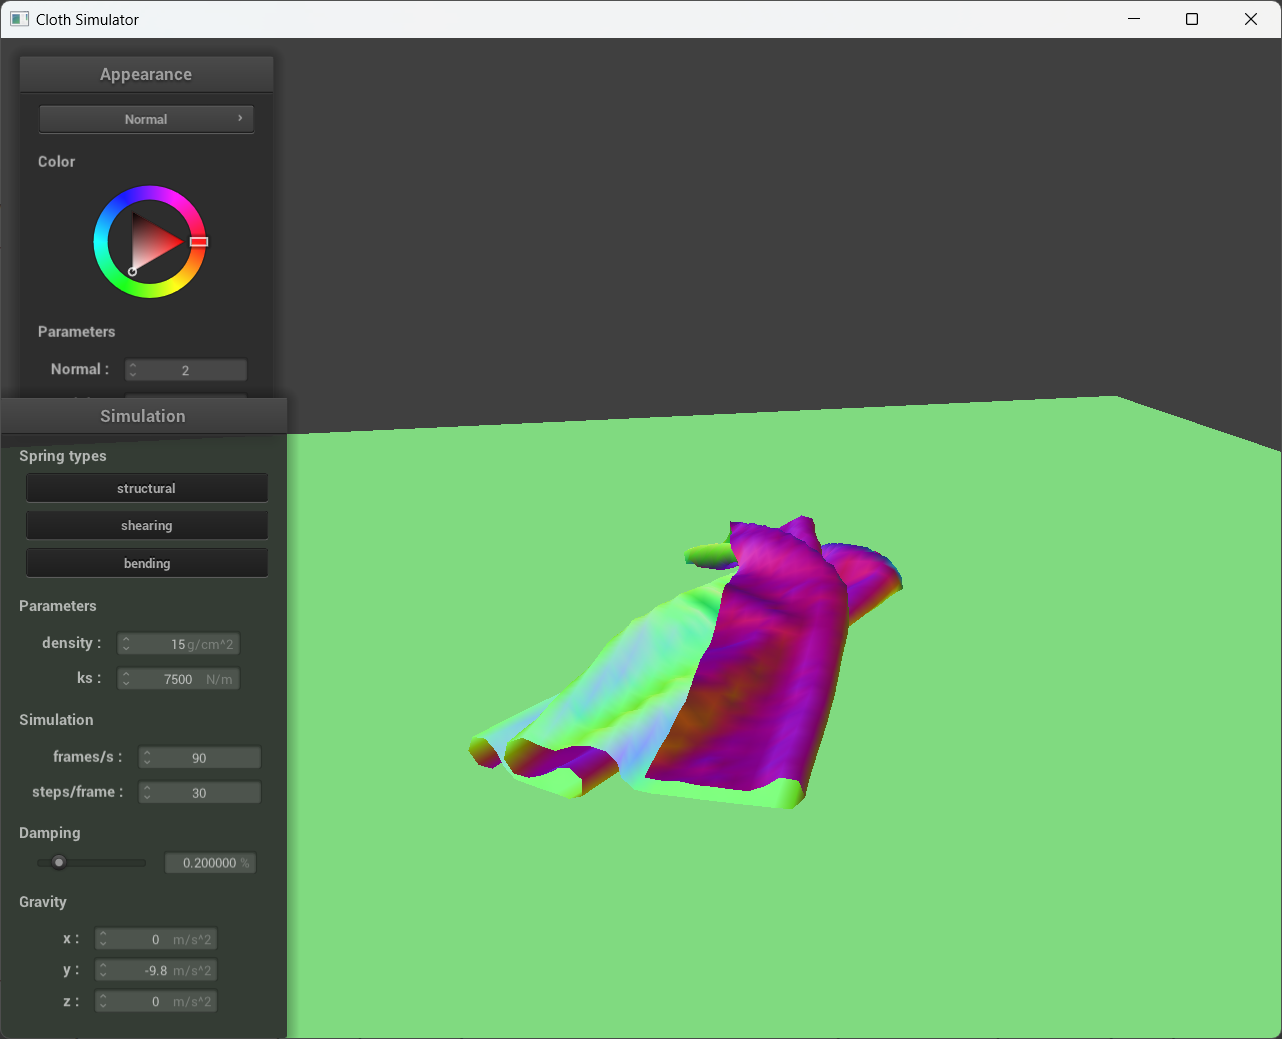 Cloth Simulator
Appearance
Normal
Color
Parameters
Normal : 2
Simulation
Spring types
structural
shearing
bending
Parameters
density : 15 g/cm^2
ks : 7500 N/m
Simulation
frames/s : 90
steps/frame : 30
Damping
0.200000 %
Gravity
x : 0 m/s^2
y : -9.8 m/s^2
z : 0 m/s^2